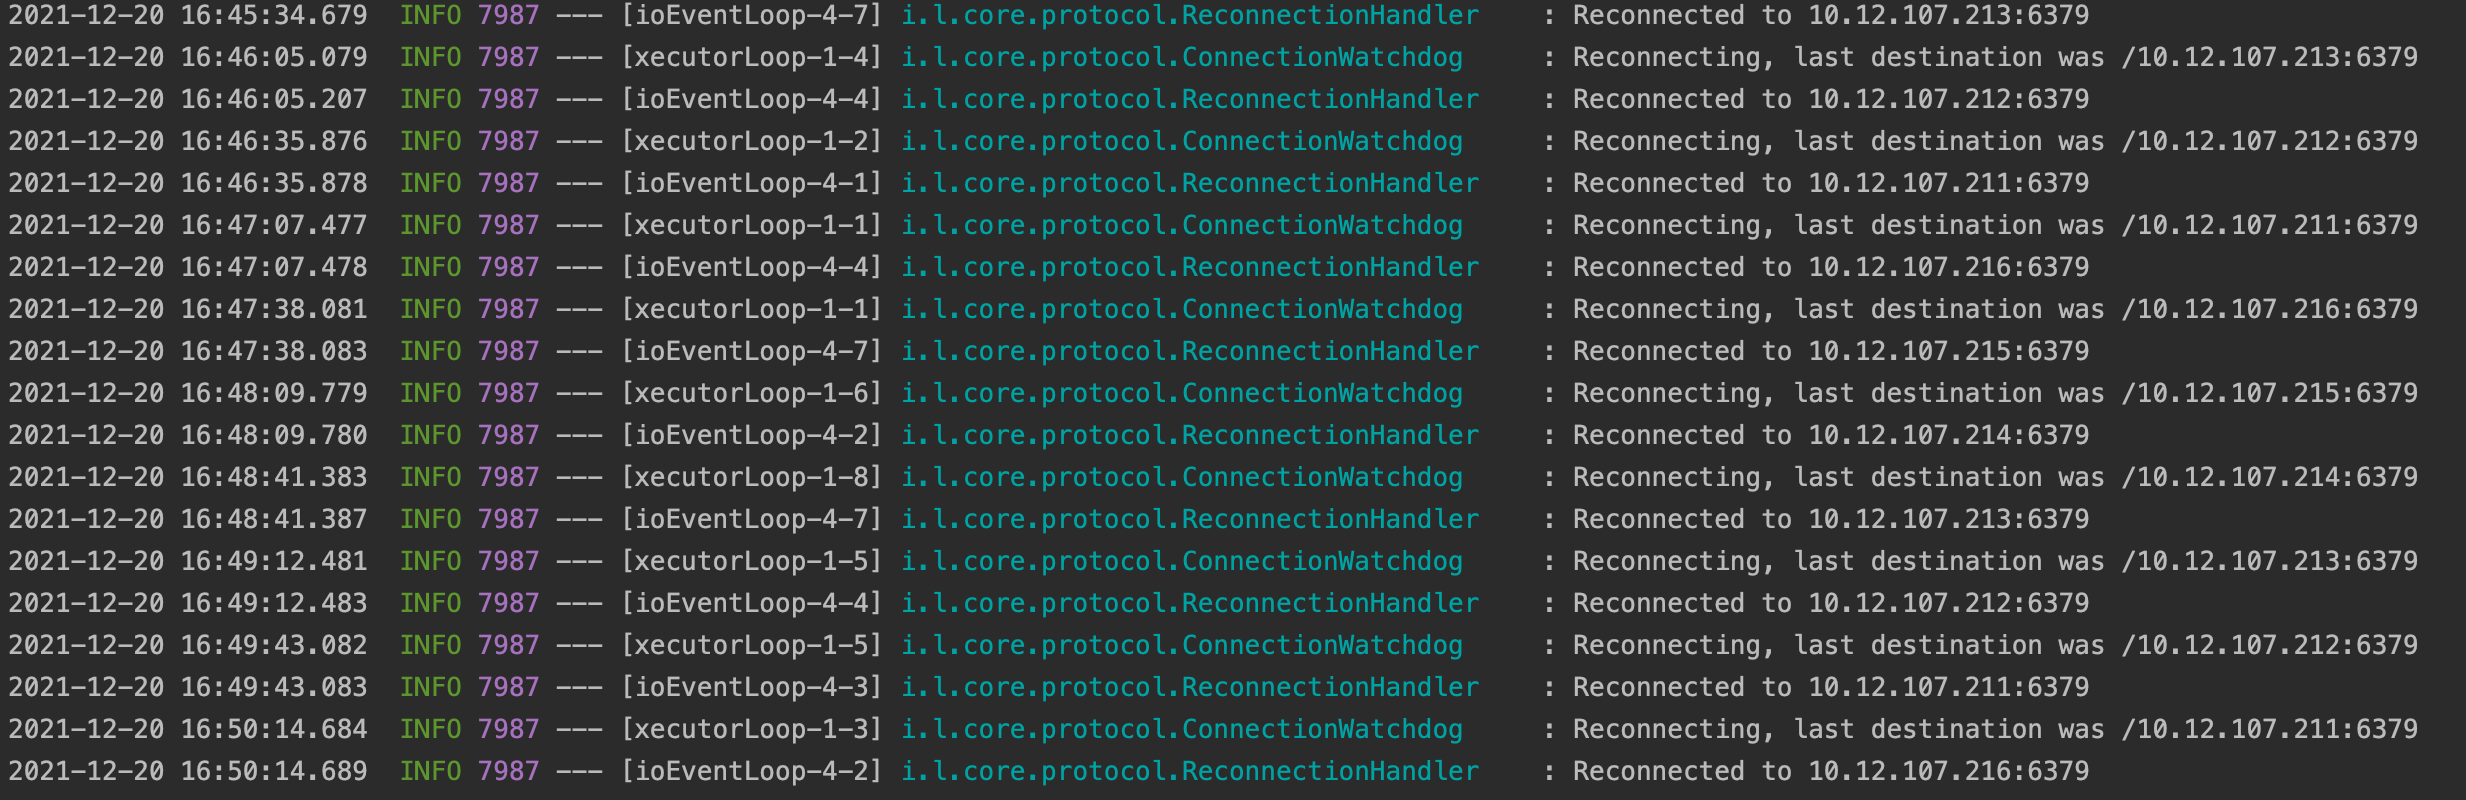 2021-12-20 16:45:34.679  INFO 7987 --- [ioEventLoop-4-7] i.l.core.protocol.ReconnectionHandler    : Reconnected to 10.12.107.213:6379
2021-12-20 16:46:05.079  INFO 7987 --- [xecutorLoop-1-4] i.l.core.protocol.ConnectionWatchdog     : Reconnecting, last destination was /10.12.107.213:6379
2021-12-20 16:46:05.207  INFO 7987 --- [ioEventLoop-4-4] i.l.core.protocol.ReconnectionHandler    : Reconnected to 10.12.107.212:6379
2021-12-20 16:46:35.876  INFO 7987 --- [xecutorLoop-1-2] i.l.core.protocol.ConnectionWatchdog     : Reconnecting, last destination was /10.12.107.212:6379
2021-12-20 16:46:35.878  INFO 7987 --- [ioEventLoop-4-1] i.l.core.protocol.ReconnectionHandler    : Reconnected to 10.12.107.211:6379
2021-12-20 16:47:07.477  INFO 7987 --- [xecutorLoop-1-1] i.l.core.protocol.ConnectionWatchdog     : Reconnecting, last destination was /10.12.107.211:6379
2021-12-20 16:47:07.478  INFO 7987 --- [ioEventLoop-4-4] i.l.core.protocol.ReconnectionHandler    : Reconnected to 10.12.107.216:6379
2021-12-20 16:47:38.081  INFO 7987 --- [xecutorLoop-1-1] i.l.core.protocol.ConnectionWatchdog     : Reconnecting, last destination was /10.12.107.216:6379
2021-12-20 16:47:38.083  INFO 7987 --- [ioEventLoop-4-7] i.l.core.protocol.ReconnectionHandler    : Reconnected to 10.12.107.215:6379
2021-12-20 16:48:09.779  INFO 7987 --- [xecutorLoop-1-6] i.l.core.protocol.ConnectionWatchdog     : Reconnecting, last destination was /10.12.107.215:6379
2021-12-20 16:48:09.780  INFO 7987 --- [ioEventLoop-4-2] i.l.core.protocol.ReconnectionHandler    : Reconnected to 10.12.107.214:6379
2021-12-20 16:48:41.383  INFO 7987 --- [xecutorLoop-1-8] i.l.core.protocol.ConnectionWatchdog     : Reconnecting, last destination was /10.12.107.214:6379
2021-12-20 16:48:41.387  INFO 7987 --- [ioEventLoop-4-7] i.l.core.protocol.ReconnectionHandler    : Reconnected to 10.12.107.213:6379
2021-12-20 16:49:12.481  INFO 7987 --- [xecutorLoop-1-5] i.l.core.protocol.ConnectionWatchdog     : Reconnecting, last destination was /10.12.107.213:6379
2021-12-20 16:49:12.483  INFO 7987 --- [ioEventLoop-4-4] i.l.core.protocol.ReconnectionHandler    : Reconnected to 10.12.107.212:6379
2021-12-20 16:49:43.082  INFO 7987 --- [xecutorLoop-1-5] i.l.core.protocol.ConnectionWatchdog     : Reconnecting, last destination was /10.12.107.212:6379
2021-12-20 16:49:43.083  INFO 7987 --- [ioEventLoop-4-3] i.l.core.protocol.ReconnectionHandler    : Reconnected to 10.12.107.211:6379
2021-12-20 16:50:14.684  INFO 7987 --- [xecutorLoop-1-3] i.l.core.protocol.ConnectionWatchdog     : Reconnecting, last destination was /10.12.107.211:6379
2021-12-20 16:50:14.689  INFO 7987 --- [ioEventLoop-4-2] i.l.core.protocol.ReconnectionHandler    : Reconnected to 10.12.107.216:6379